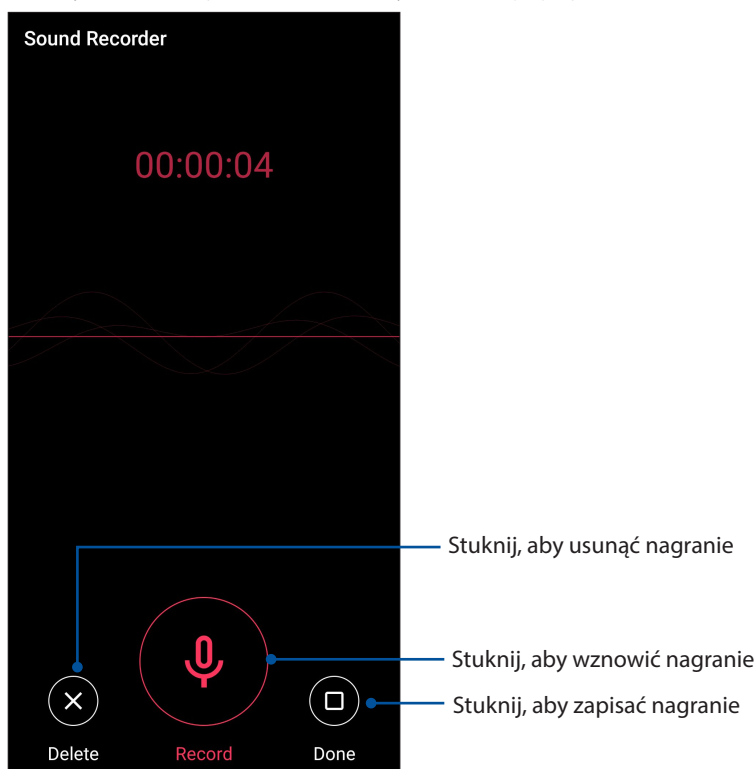 Sound Recorder
00:00:04
Stuknij, aby usunąć nagranie
Stuknij, aby wznowić nagranie
Stuknij, aby zapisać nagranie
Delete
Record
Done